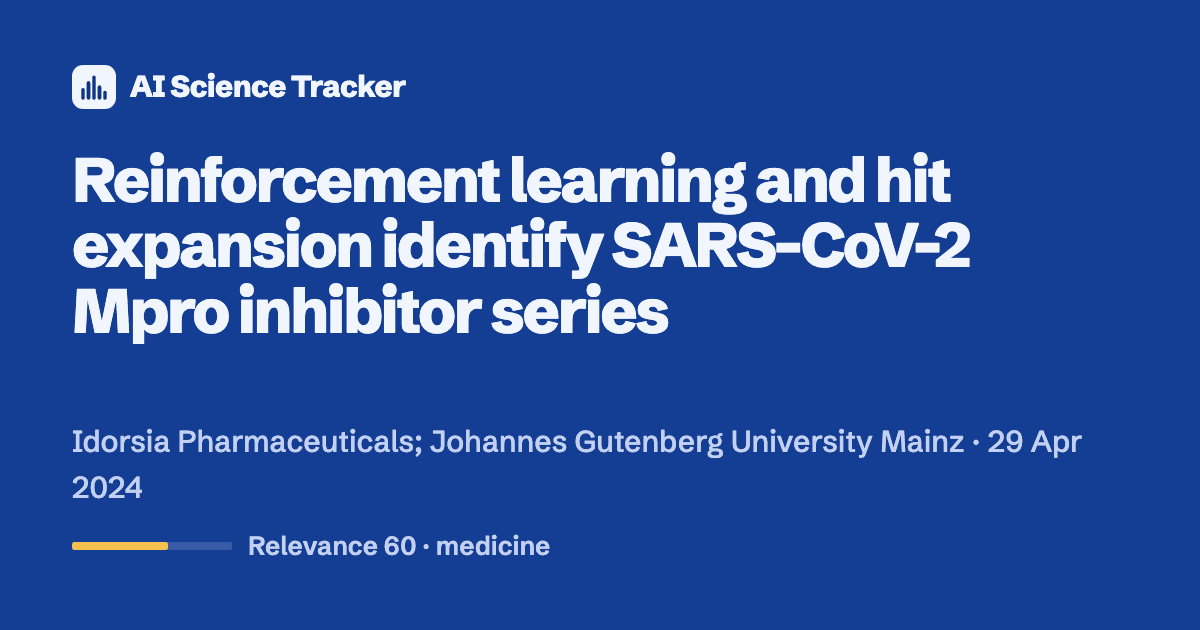 AI Science Tracker
Reinforcement learning and hit
expansion identify SARS-CoV-2
Mpro inhibitor series
Idorsia Pharmaceuticals; Johannes Gutenberg University Mainz · 29 Apr
2024
Relevance 60 · medicine